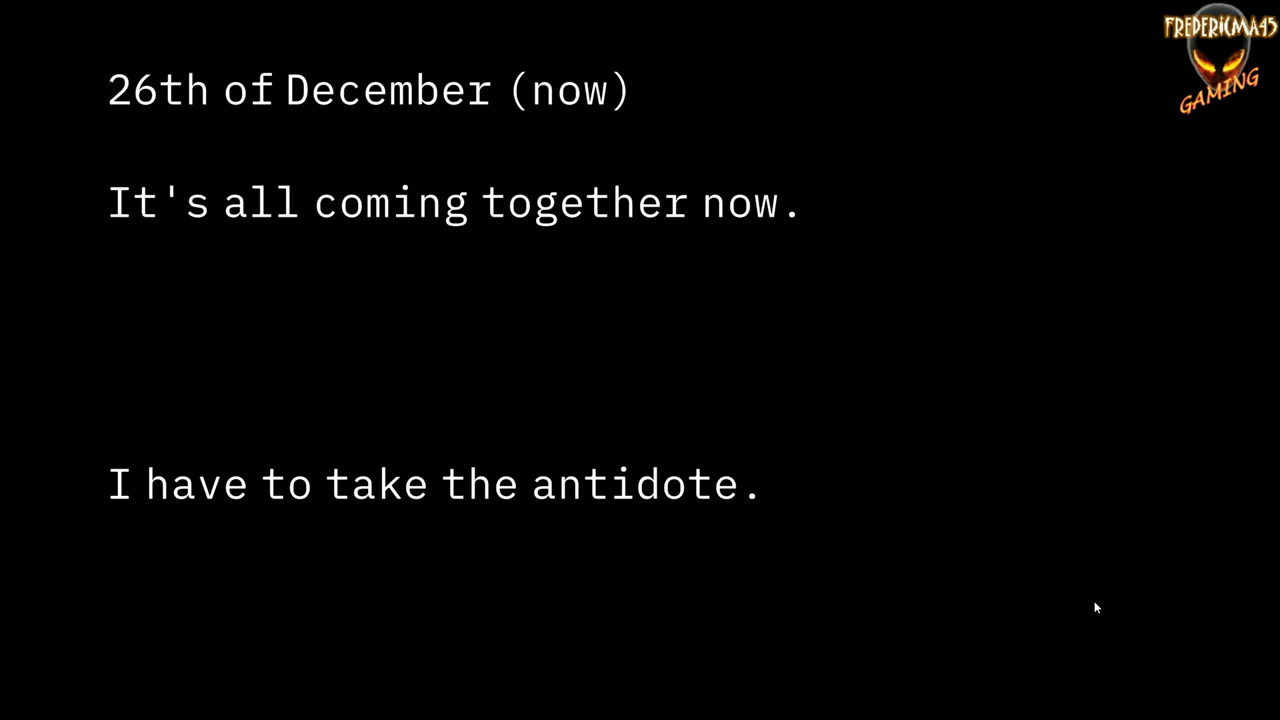 FREDERICMA45
GAMING
26th of December (now)
It's all coming together now.
I have to take the antidote.